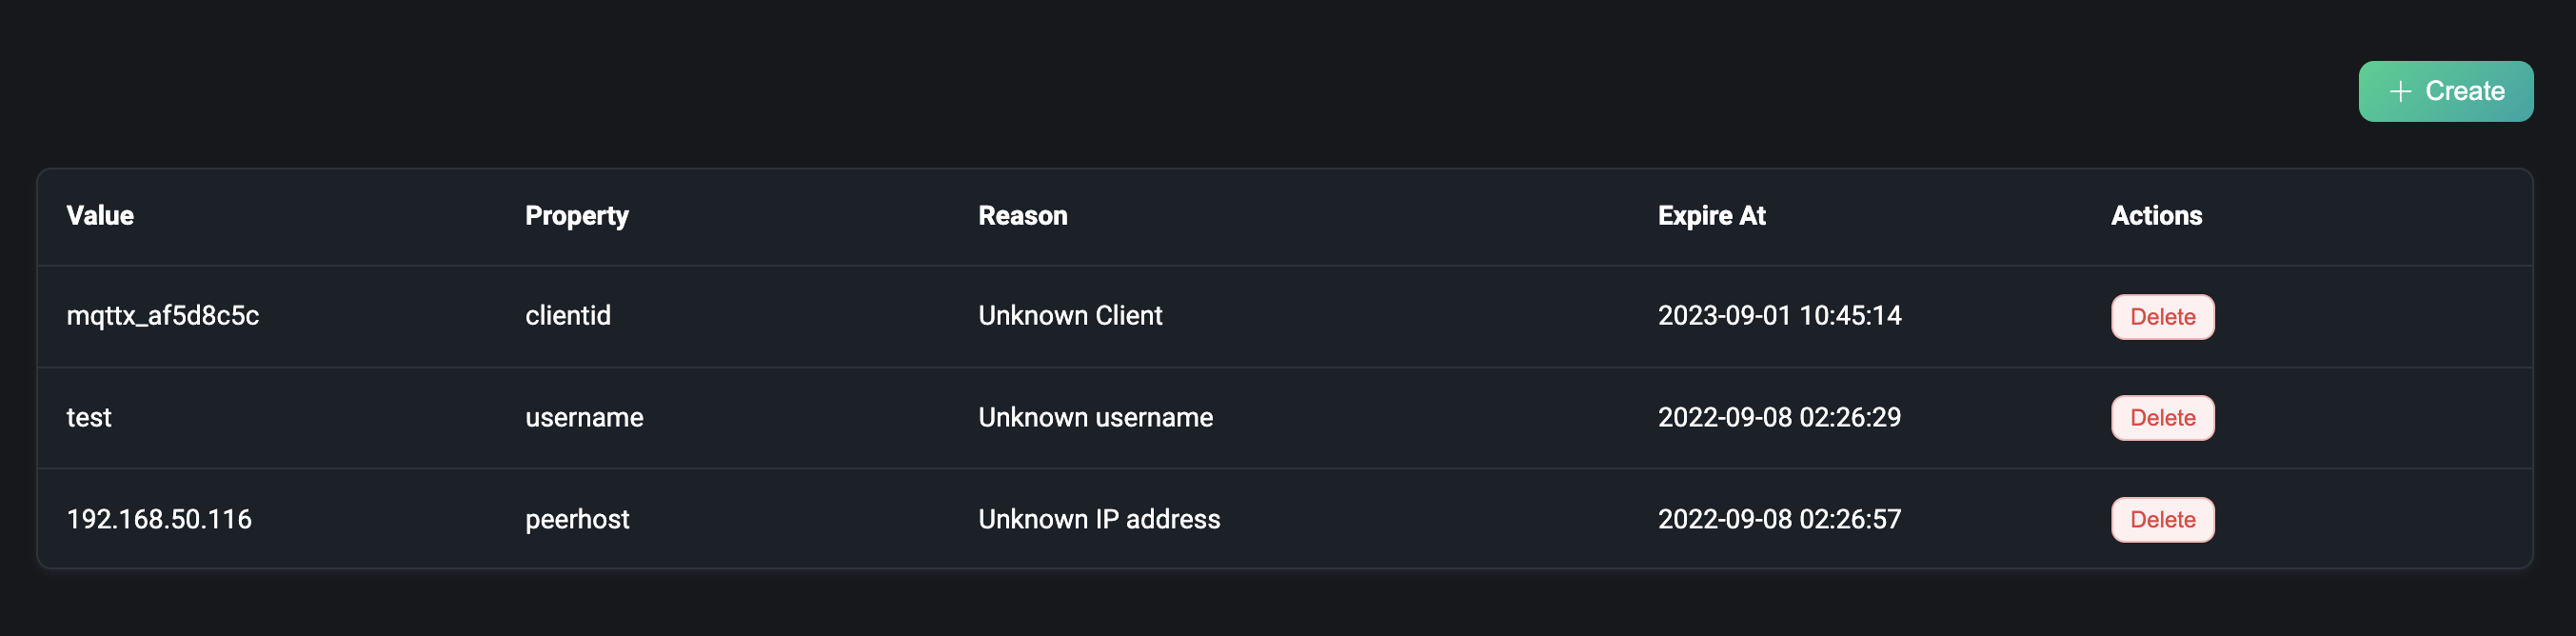 Create
Value Property Reason Expire At Actions
mqttx_af5d8c5c clientid Unknown Client 2023-09-01 10:45:14 Delete
test username Unknown username 2022-09-08 02:26:29 Delete
192.168.50.116 peerhost Unknown IP address 2022-09-08 02:26:57 Delete